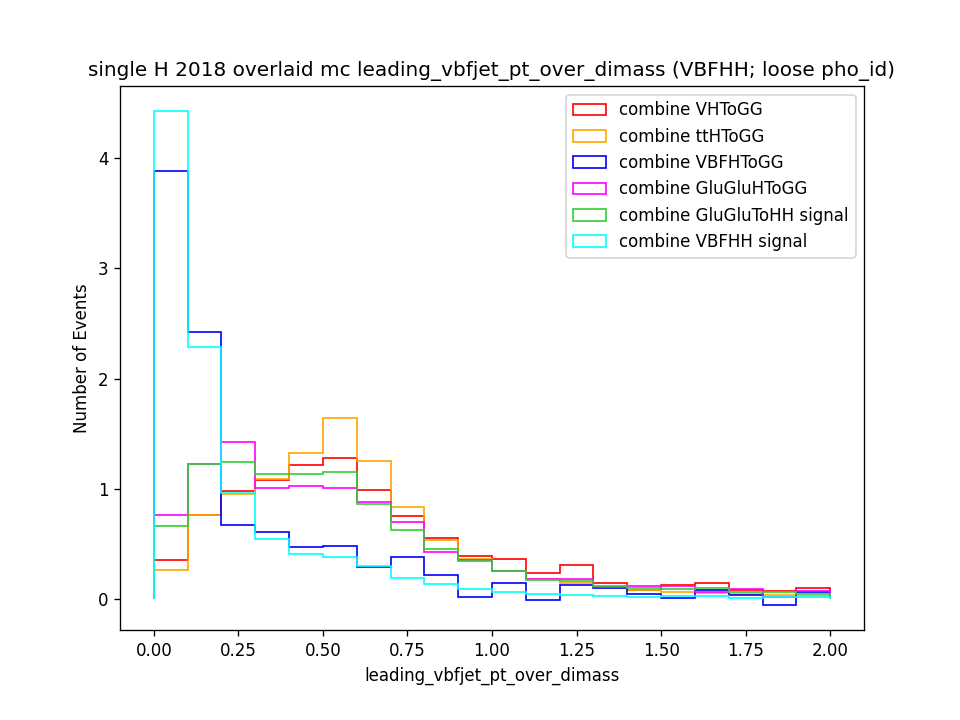 single H 2018 overlaid mc leading_vbfjet_pt_over_dimass (VBFHH; loose pho_id)
combine VHToGG
combine ttHToGG
combine VBFHToGG
combine GluGluHToGG
combine GluGluToHH signal
combine VBFHH signal
Number of Events
4
3
2
1
0
0.00 0.25 0.50 0.75 1.00 1.25 1.50 1.75 2.00
leading_vbfjet_pt_over_dimass